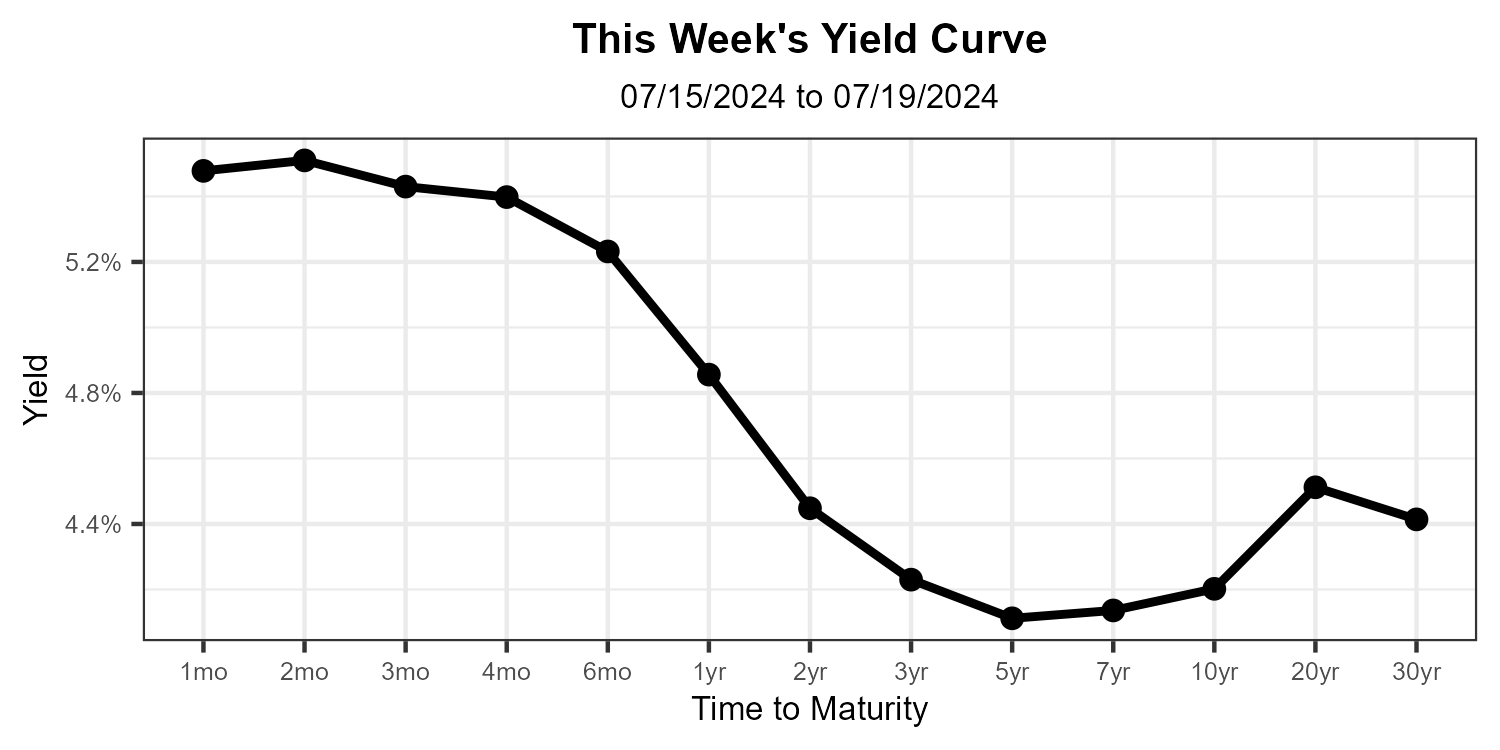 This Week's Yield Curve
07/15/2024 to 07/19/2024
Yield
5.2%
4.8%
4.4%
1mo 2mo 3mo 4mo 6mo 1yr 2yr 3yr 5yr 7yr 10yr 20yr 30yr
Time to Maturity